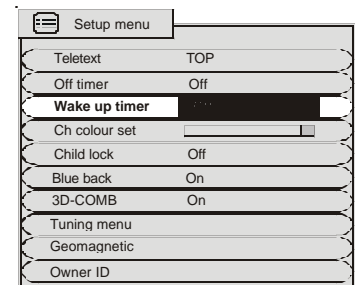 Setup menu
Teletext TOP
Off timer Off
Wake up timer
Ch colour set
Child lock Off
Blue back On
3D-COMB On
Tuning menu
Geomagnetic
Owner ID